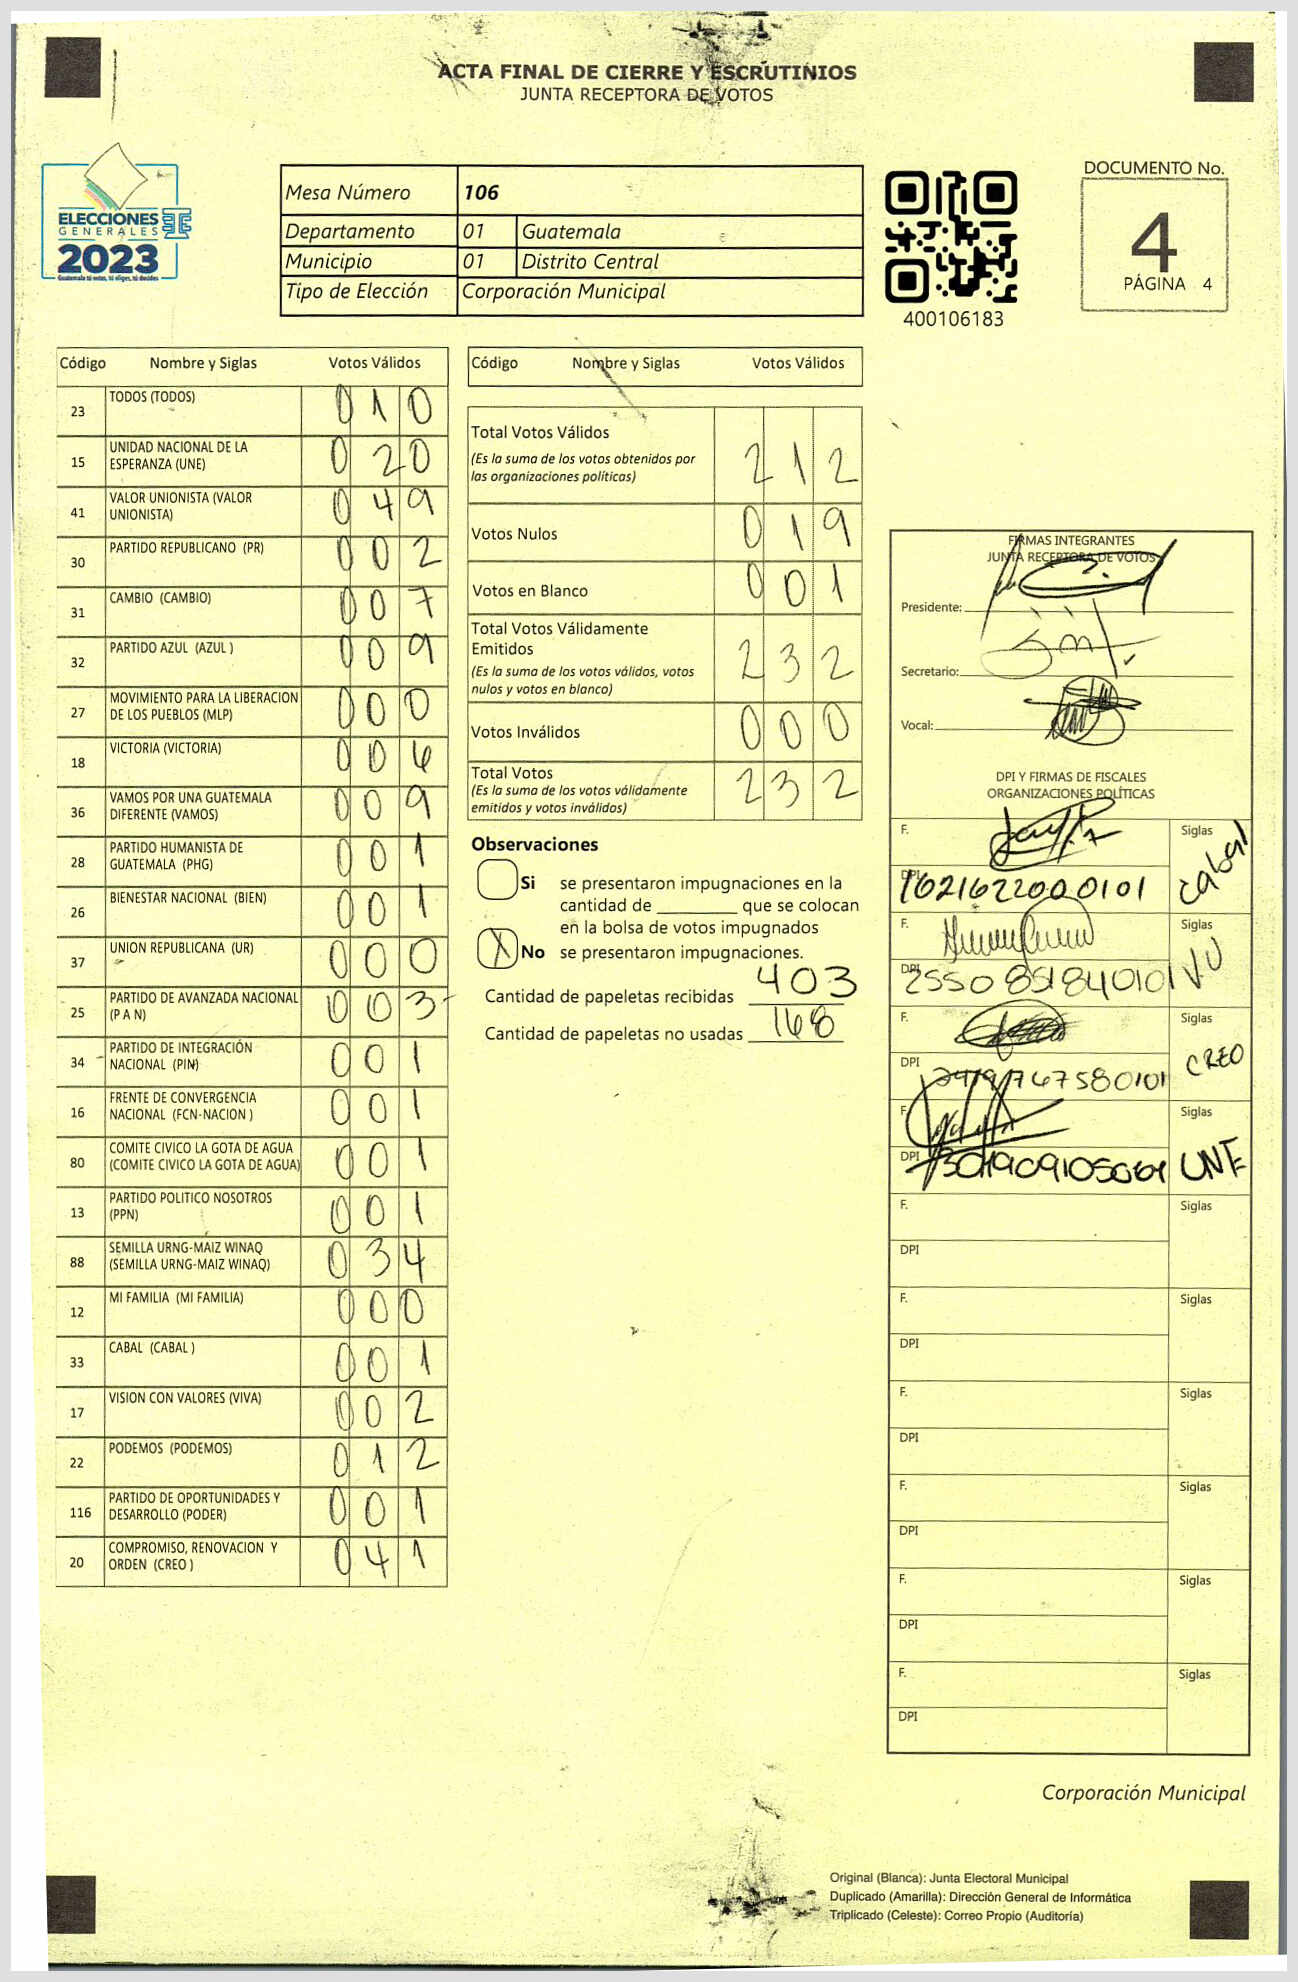 ACTA FINAL DE CIERRE Y ESCRUTINIOS
JUNTA RECEPTORA DE VOTOS
ELECCIONES
GENERALES
2023
Guatemala tú votas, tú eliges, tú decides
Mesa Número 106
Departamento 01 Guatemala
Municipio 01 Distrito Central
Tipo de Elección Corporación Municipal
400106183
DOCUMENTO No.
4
PÁGINA 4
Código Nombre y Siglas Votos Válidos
23 TODOS (TODOS) 0 1 0
15 UNIDAD NACIONAL DE LA ESPERANZA (UNE) 0 2 0
41 VALOR UNIONISTA (VALOR UNIONISTA) 0 4 9
30 PARTIDO REPUBLICANO (PR) 0 0 2
31 CAMBIO (CAMBIO) 0 0 7
32 PARTIDO AZUL (AZUL ) 0 0 9
27 MOVIMIENTO PARA LA LIBERACION DE LOS PUEBLOS (MLP) 0 0 0
18 VICTORIA (VICTORIA) 0 0 6
36 VAMOS POR UNA GUATEMALA DIFERENTE (VAMOS) 0 0 9
28 PARTIDO HUMANISTA DE GUATEMALA (PHG) 0 0 1
26 BIENESTAR NACIONAL (BIEN) 0 0 1
37 UNION REPUBLICANA (UR) 0 0 0
25 PARTIDO DE AVANZADA NACIONAL (P A N) 0 0 3
34 PARTIDO DE INTEGRACIÓN NACIONAL (PIN) 0 0 1
16 FRENTE DE CONVERGENCIA NACIONAL (FCN-NACION ) 0 0 1
80 COMITE CIVICO LA GOTA DE AGUA (COMITE CIVICO LA GOTA DE AGUA) 0 0 1
13 PARTIDO POLITICO NOSOTROS (PPN) 0 0 1
88 SEMILLA URNG-MAIZ WINAQ (SEMILLA URNG-MAIZ WINAQ) 0 3 4
12 MI FAMILIA (MI FAMILIA) 0 0 0
33 CABAL (CABAL ) 0 0 1
17 VISION CON VALORES (VIVA) 0 0 2
22 PODEMOS (PODEMOS) 0 1 2
116 PARTIDO DE OPORTUNIDADES Y DESARROLLO (PODER) 0 0 1
20 COMPROMISO, RENOVACION Y ORDEN (CREO ) 0 4 1
Código Nombre y Siglas Votos Válidos
Total Votos Válidos 2 1 2
(Es la suma de los votos obtenidos por
las organizaciones políticas)
Votos Nulos 0 1 9
Votos en Blanco 0 0 1
Total Votos Válidamente
Emitidos 2 3 2
(Es la suma de los votos válidos, votos
nulos y votos en blanco)
Votos Inválidos 0 0 0
Total Votos 2 3 2
(Es la suma de los votos válidamente
emitidos y votos inválidos)
Observaciones
Si se presentaron impugnaciones en la
cantidad de ________ que se colocan
en la bolsa de votos impugnados
X No se presentaron impugnaciones.
Cantidad de papeletas recibidas 403
Cantidad de papeletas no usadas 168
FIRMAS INTEGRANTES
JUNTA RECEPTORA DE VOTOS
Presidente:
Secretario:
Vocal:
DPI Y FIRMAS DE FISCALES
ORGANIZACIONES POLÍTICAS
F. Siglas
DPI 1621622000101 Cabal
F. Siglas
DPI 2550851840101 VU
F. Siglas
DPI CREO
F. Siglas
DPI UNE
F. Siglas
DPI
F. Siglas
DPI
F. Siglas
DPI
F. Siglas
DPI
F. Siglas
DPI
F. Siglas
DPI
Corporación Municipal
Original (Blanca): Junta Electoral Municipal
Duplicado (Amarilla): Dirección General de Informática
Triplicado (Celeste): Correo Propio (Auditoría)